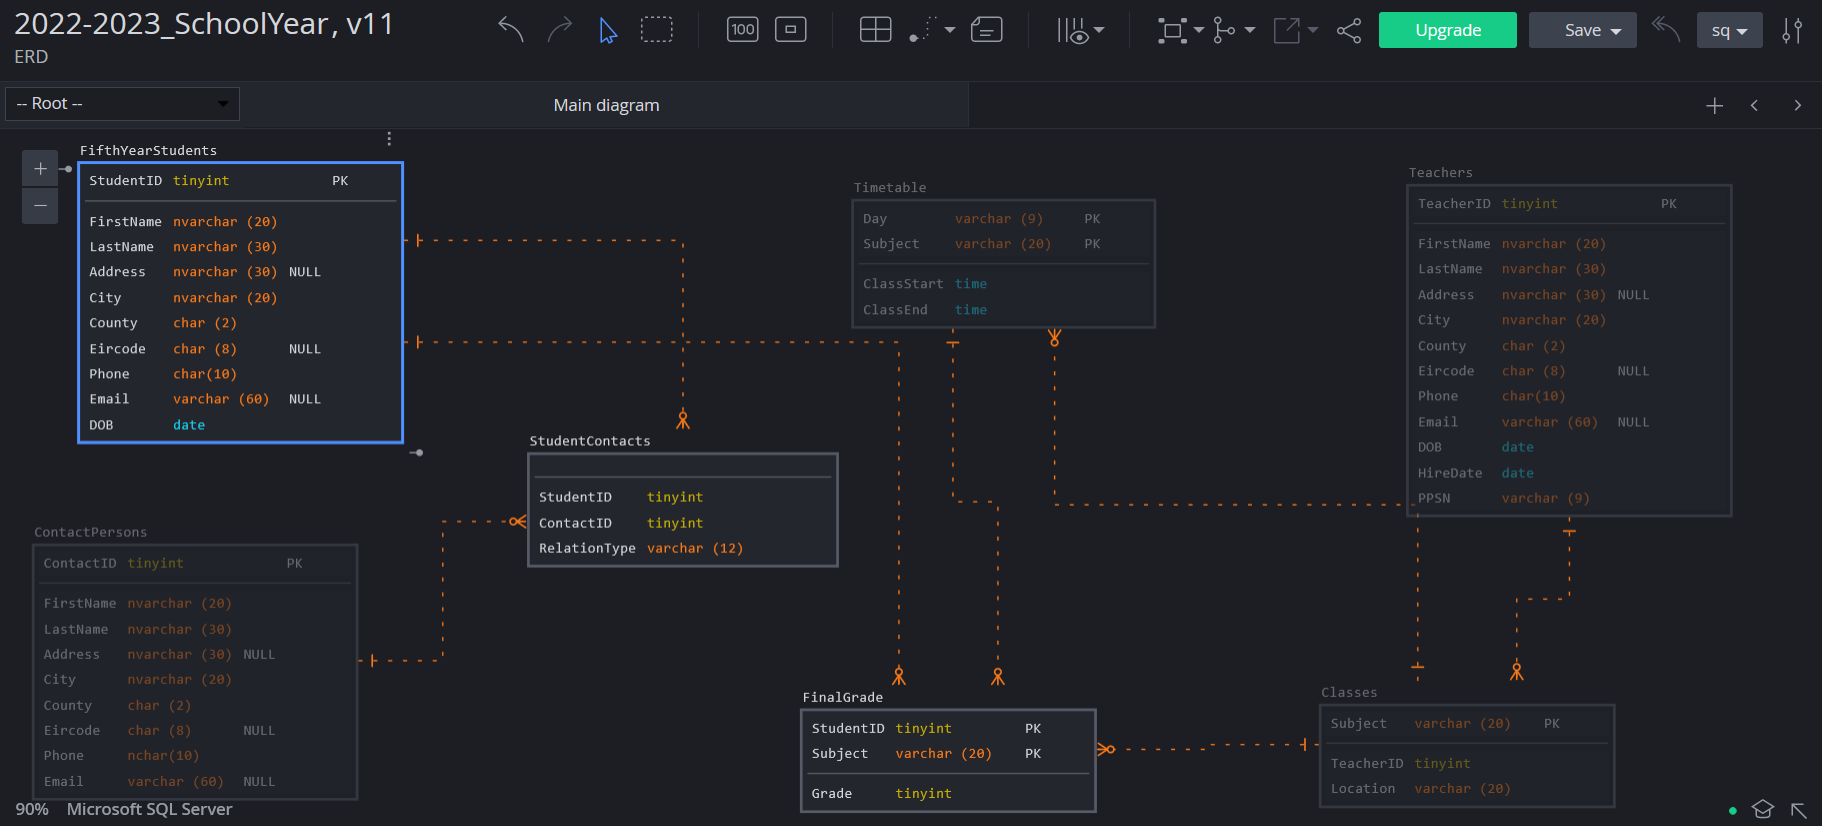 2022-2023_SchoolYear, v11
ERD
100
Upgrade
Save
sq
-- Root --
Main diagram
FifthYearStudents
StudentID tinyint PK
FirstName nvarchar (20)
LastName nvarchar (30)
Address nvarchar (30) NULL
City nvarchar (20)
County char (2)
Eircode char (8) NULL
Phone char(10)
Email varchar (60) NULL
DOB date
Timetable
Day varchar (9) PK
Subject varchar (20) PK
ClassStart time
ClassEnd time
Teachers
TeacherID tinyint PK
FirstName nvarchar (20)
LastName nvarchar (30)
Address nvarchar (30) NULL
City nvarchar (20)
County char (2)
Eircode char (8) NULL
Phone char(10)
Email varchar (60) NULL
DOB date
HireDate date
PPSN varchar (9)
StudentContacts
StudentID tinyint
ContactID tinyint
RelationType varchar (12)
ContactPersons
ContactID tinyint PK
FirstName nvarchar (20)
LastName nvarchar (30)
Address nvarchar (30) NULL
City nvarchar (20)
County char (2)
Eircode char (8) NULL
Phone nchar(10)
Email varchar (60) NULL
FinalGrade
StudentID tinyint PK
Subject varchar (20) PK
Grade tinyint
Classes
Subject varchar (20) PK
TeacherID tinyint
Location varchar (20)
90% Microsoft SQL Server